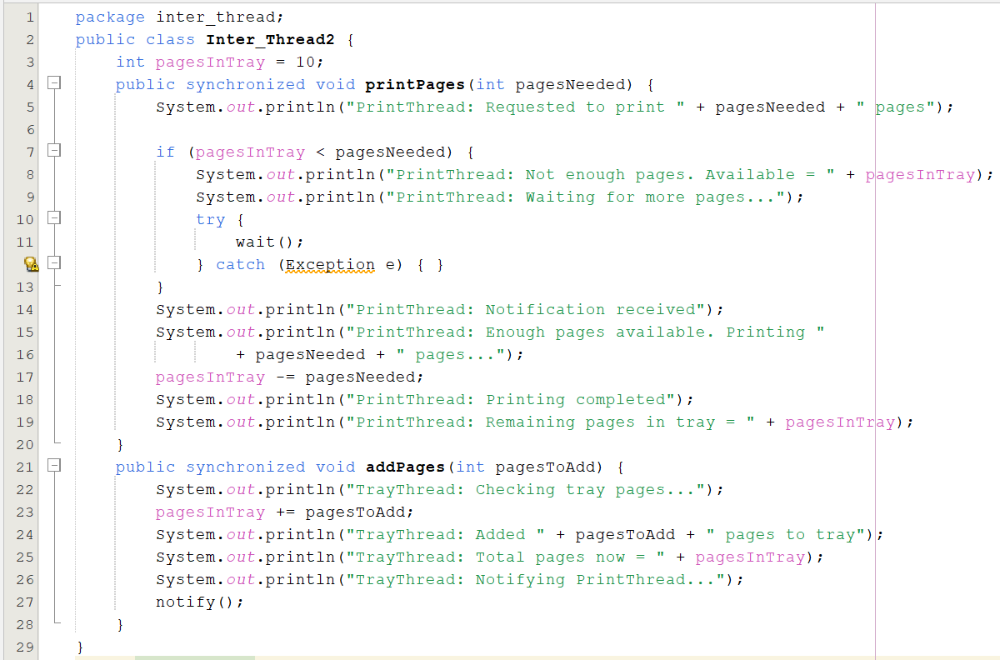 1 package inter_thread;
2 public class Inter_Thread2 {
3 int pagesInTray = 10;
4 public synchronized void printPages(int pagesNeeded) {
5 System.out.println("PrintThread: Requested to print " + pagesNeeded + " pages");
6
7 if (pagesInTray < pagesNeeded) {
8 System.out.println("PrintThread: Not enough pages. Available = " + pagesInTray);
9 System.out.println("PrintThread: Waiting for more pages...");
10 try {
11 wait();
} catch (Exception e) { }
13 }
14 System.out.println("PrintThread: Notification received");
15 System.out.println("PrintThread: Enough pages available. Printing "
16 + pagesNeeded + " pages...");
17 pagesInTray -= pagesNeeded;
18 System.out.println("PrintThread: Printing completed");
19 System.out.println("PrintThread: Remaining pages in tray = " + pagesInTray);
20 }
21 public synchronized void addPages(int pagesToAdd) {
22 System.out.println("TrayThread: Checking tray pages...");
23 pagesInTray += pagesToAdd;
24 System.out.println("TrayThread: Added " + pagesToAdd + " pages to tray");
25 System.out.println("TrayThread: Total pages now = " + pagesInTray);
26 System.out.println("TrayThread: Notifying PrintThread...");
27 notify();
28 }
29 }